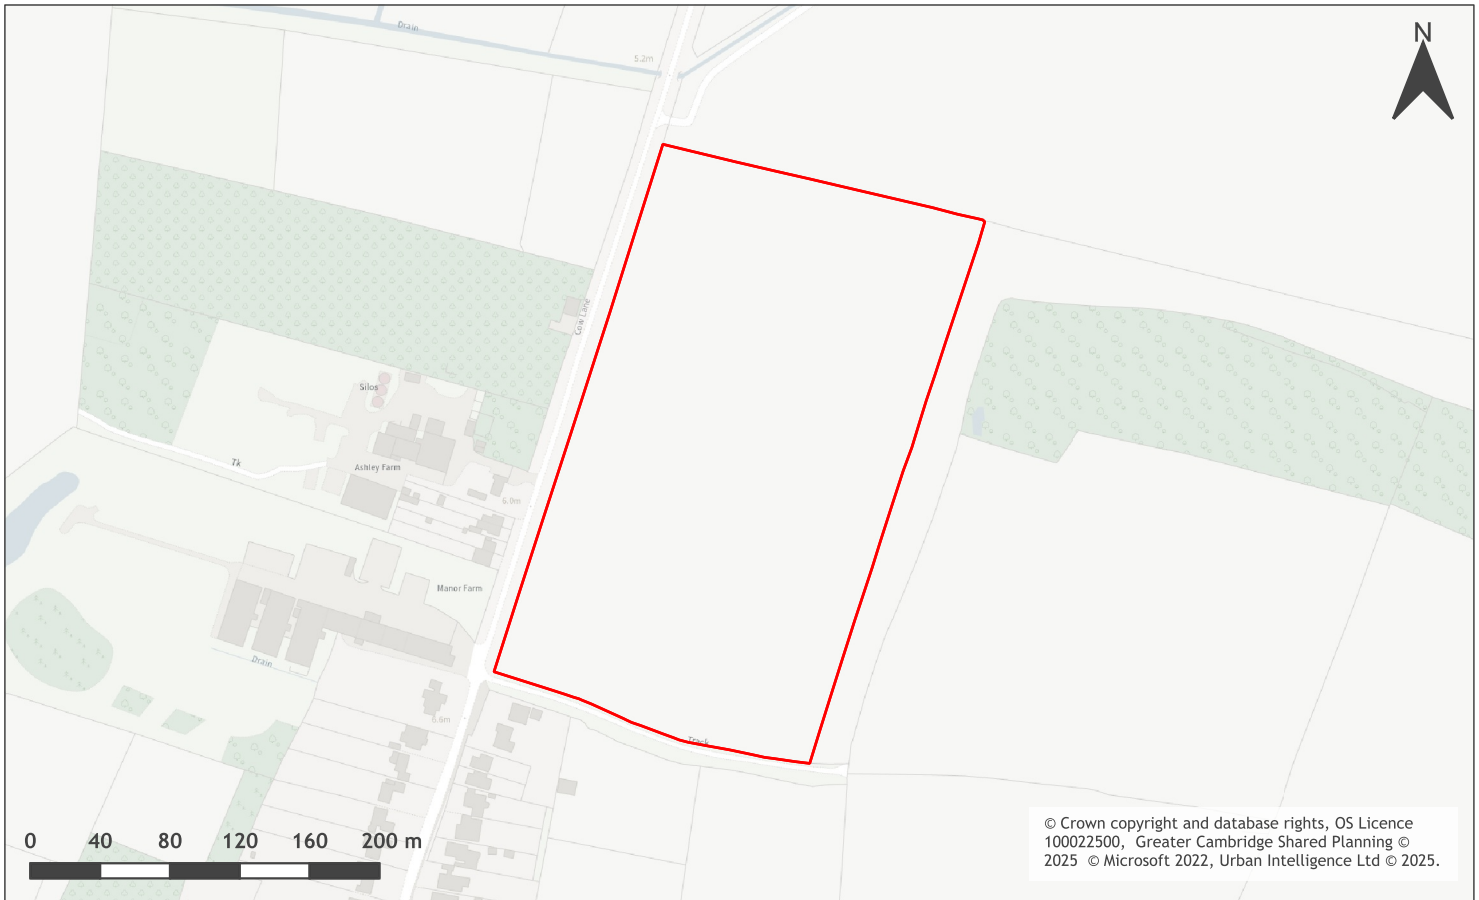 Drain
N
5.2m
Cow Lane
Silos
Tk
Ashley Farm
6.0m
Manor Farm
Drain
6.6m
Track
0 40 80 120 160 200 m
© Crown copyright and database rights, OS Licence
100022500, Greater Cambridge Shared Planning ©
2025 © Microsoft 2022, Urban Intelligence Ltd © 2025.